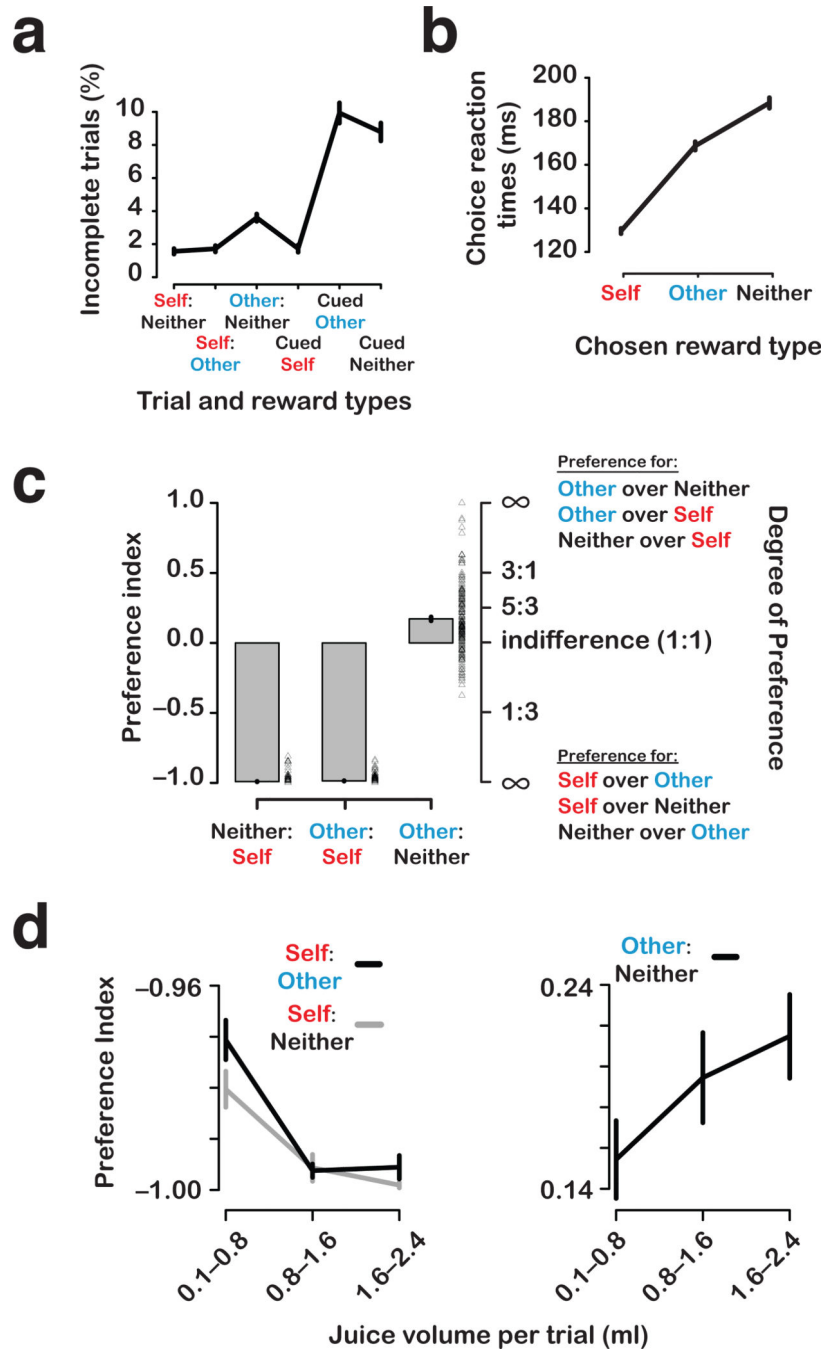 a
Incomplete trials (%)
10
8
6
4
2
0
Self:
Neither
Self:
Other
Other:
Neither
Cued
Self
Cued
Other
Cued
Neither
Trial and reward types
b
Choice reaction
times (ms)
200
180
160
140
120
Self Other Neither
Chosen reward type
c
Preference index
1.0
0.5
0.0
−0.5
−1.0
Neither:
Self
Other:
Self
Other:
Neither
∞
3:1
5:3
indifference (1:1)
1:3
∞
Degree of Preference
Preference for:
Other over Neither
Other over Self
Neither over Self
Preference for:
Self over Other
Self over Neither
Neither over Other
d
Preference Index
−0.96
−1.00
Self:
Other
Self:
Neither
0.1–0.8
0.8–1.6
1.6–2.4
Other:
Neither
0.24
0.14
0.1–0.8
0.8–1.6
1.6–2.4
Juice volume per trial (ml)